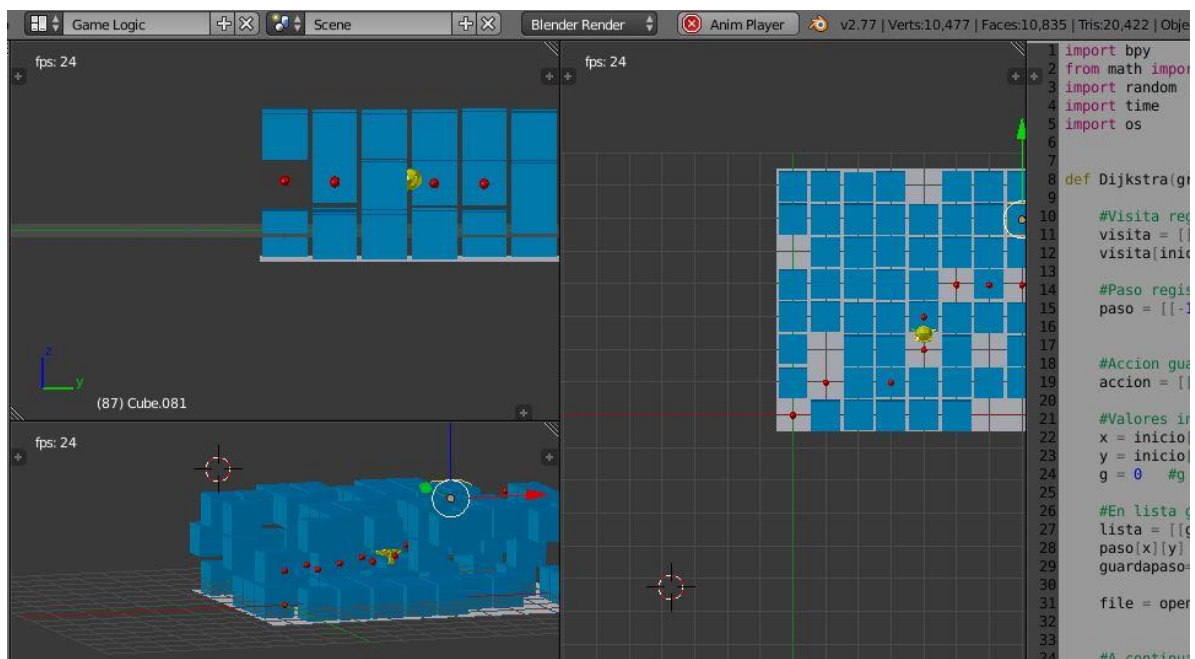 Game Logic
Scene
Blender Render
Anim Player
v2.77 | Verts:10,477 | Faces:10,835 | Tris:20,422 | Obje
fps: 24
z
y
(87) Cube.081
fps: 24
fps: 24
1 import bpy
2 from math impor
3 import random
4 import time
5 import os
6
7
8 def Dijkstra(gr
9
10 #Visita reg
11 visita = [[
12 visita[inic
13
14 #Paso regis
15 paso = [[-1
16
17
18 #Accion gua
19 accion = [[
20
21 #Valores in
22 x = inicio[
23 y = inicio[
24 g = 0 #g
25
26 #En lista g
27 lista = [[g
28 paso[x][y]
29 guardapaso=
30
31 file = open
32
33
34 #A continua